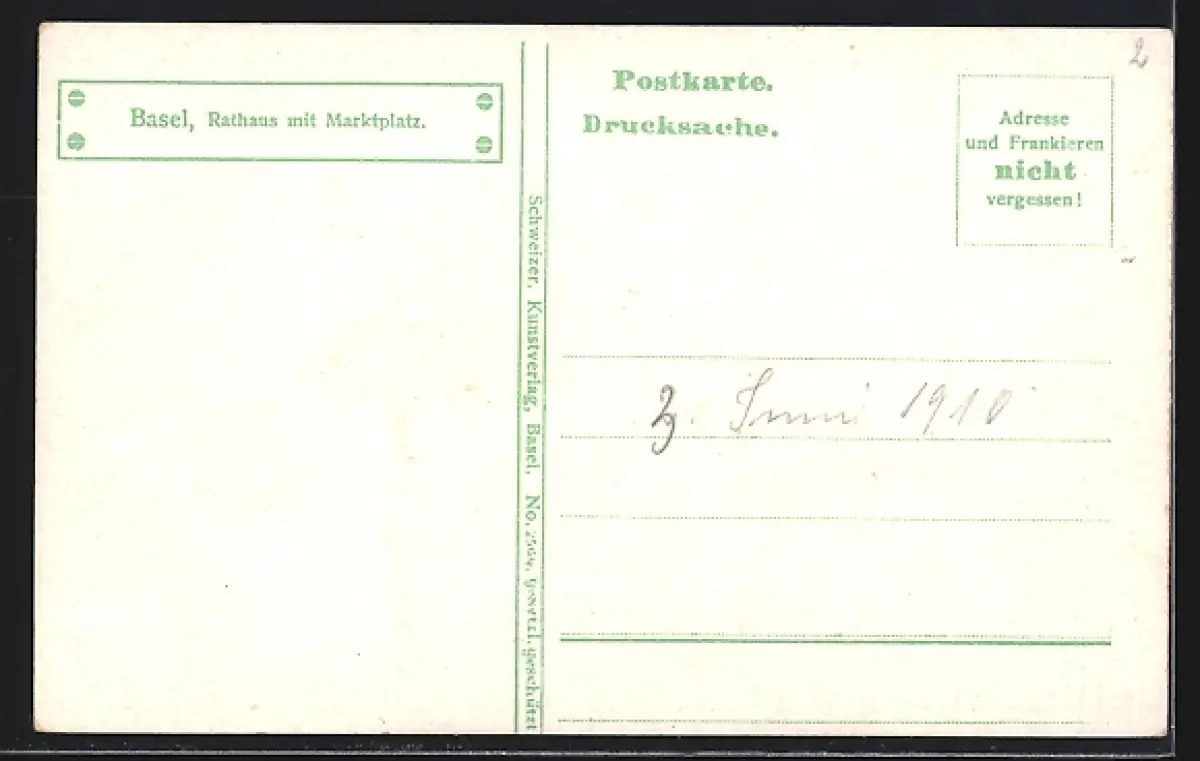 Basel, Rathaus mit Marktplatz.
Schweizer. Kunstverlag, Basel. No. gesetzl. geschützt
Postkarte.
Drucksache.
2
Adresse
und Frankieren
nicht
vergessen!
3. Juni 1910